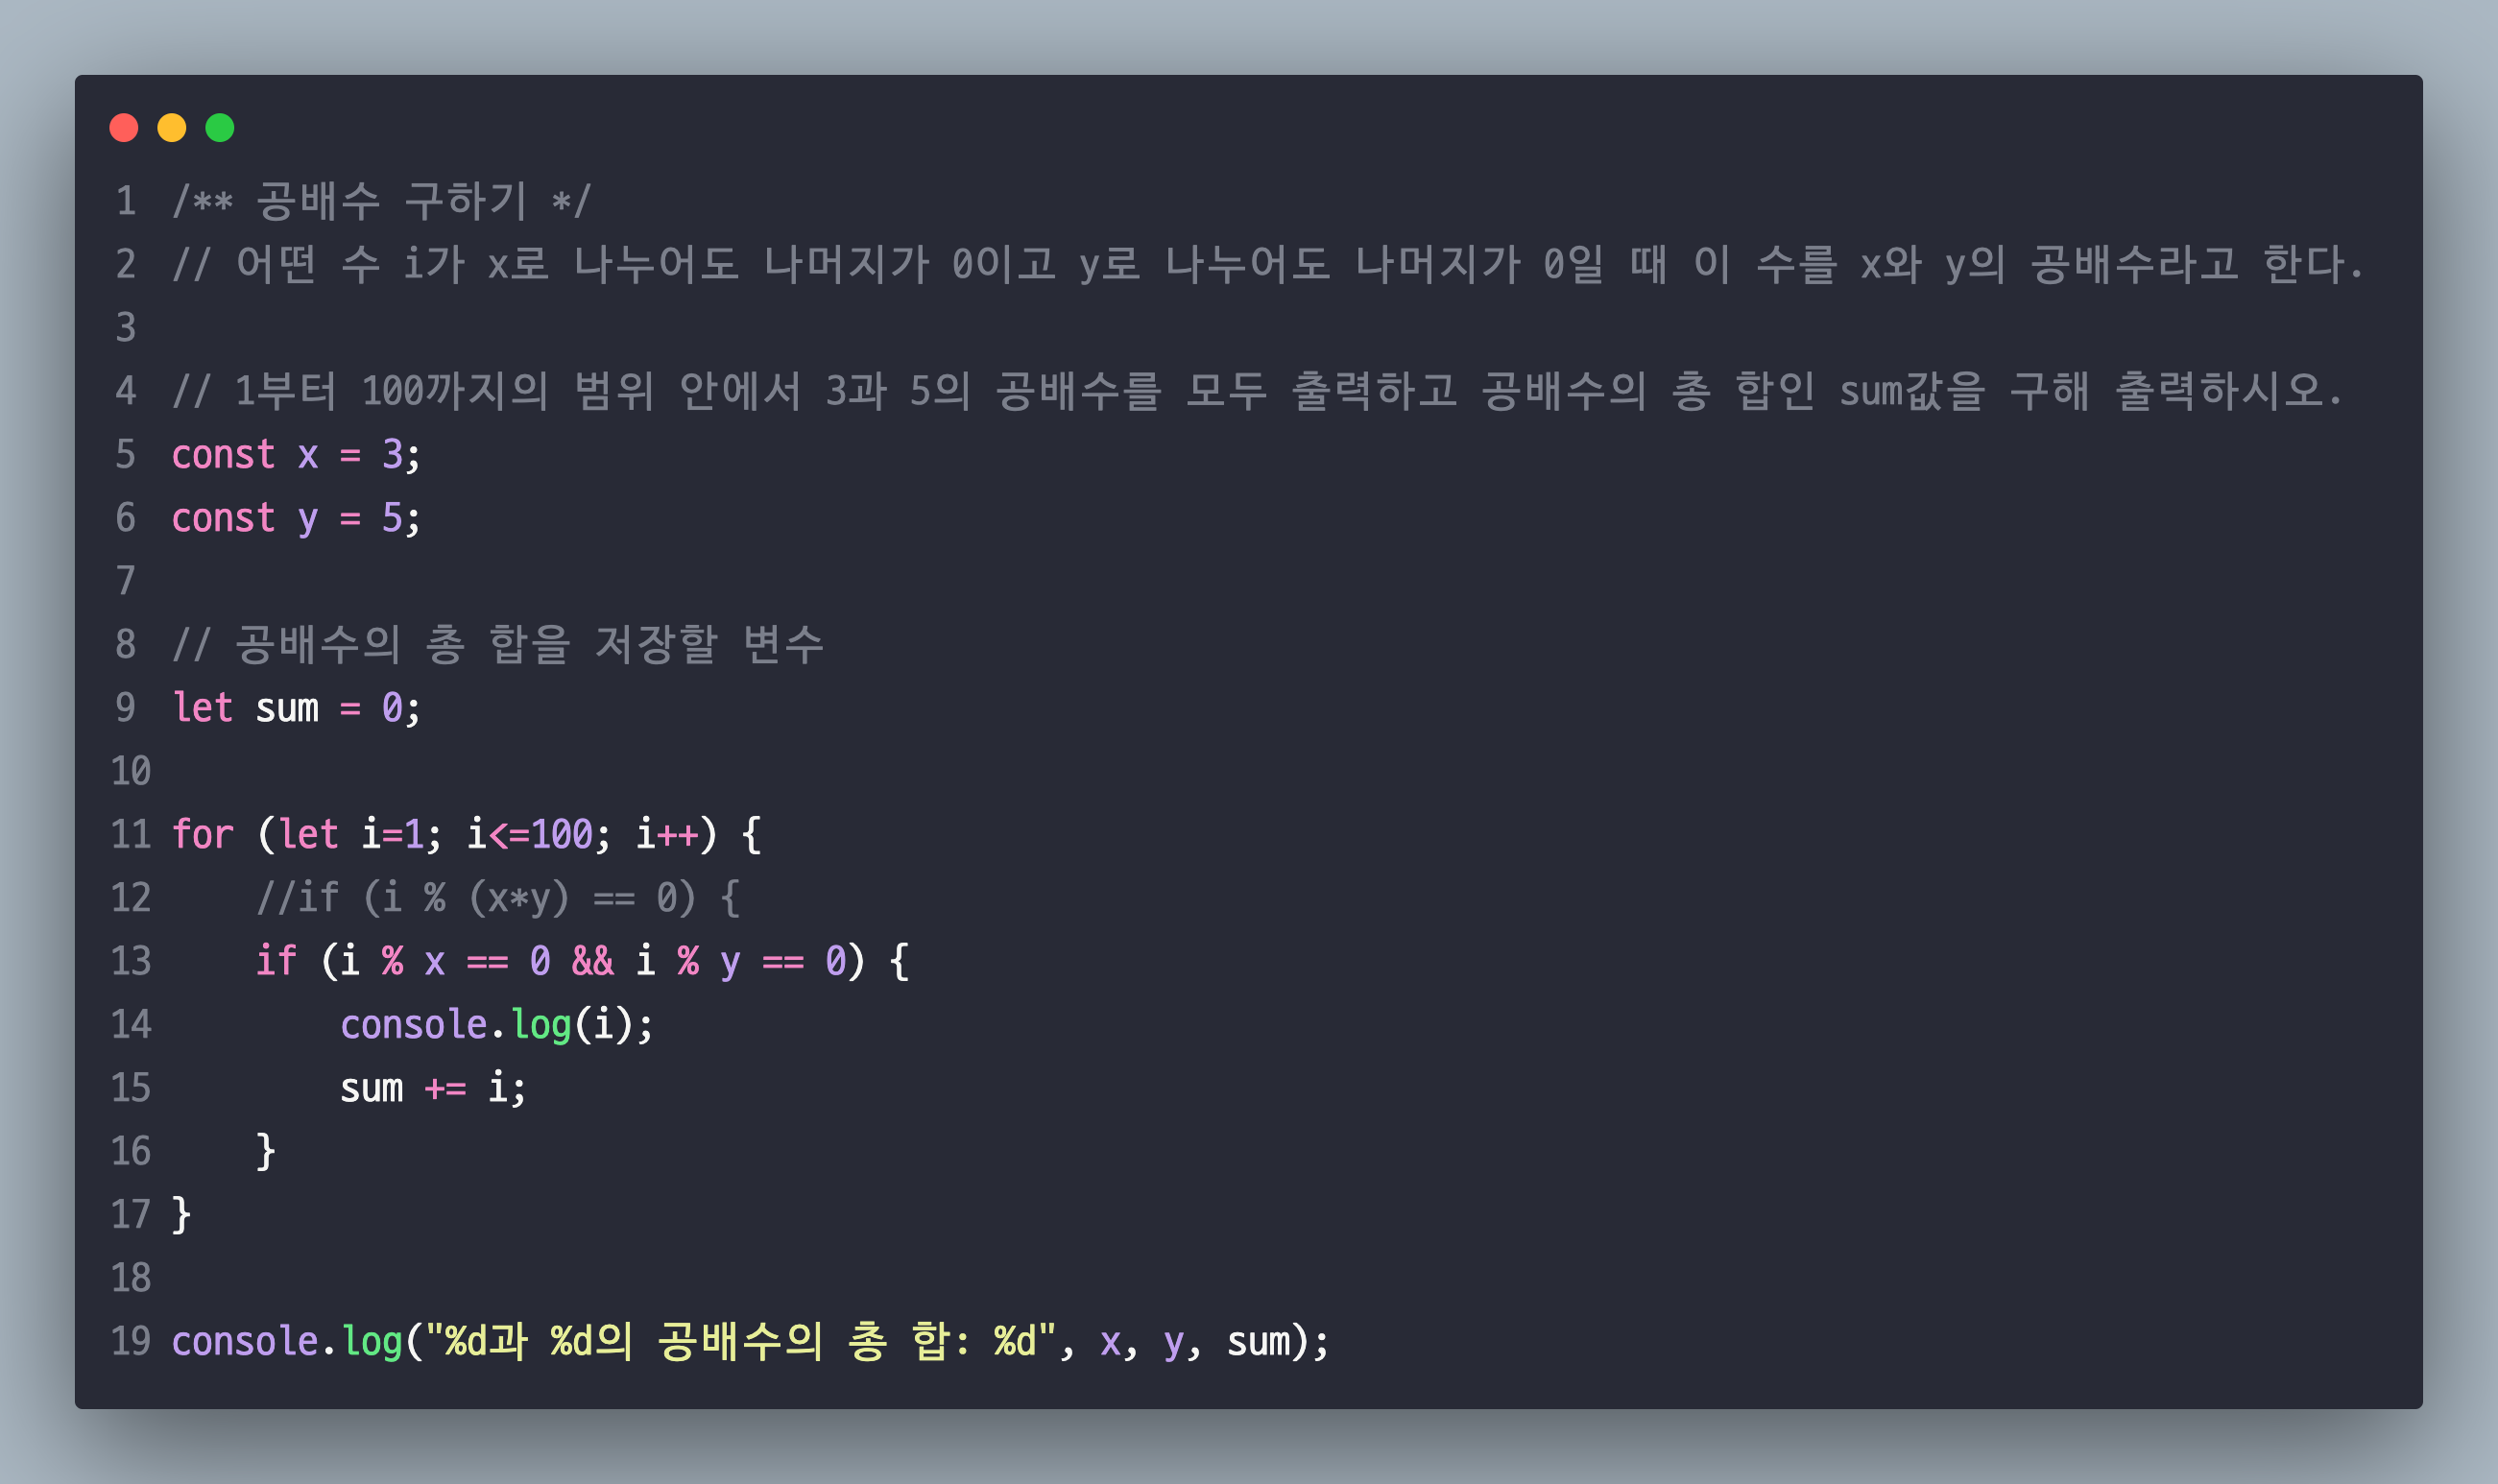 1 /** 공배수 구하기 */
2 // 어떤 수 i가 x로 나누어도 나머지가 0이고 y로 나누어도 나머지가 0일 때 이 수를 x와 y의 공배수라고 한다.
3
4 // 1부터 100까지의 범위 안에서 3과 5의 공배수를 모두 출력하고 공배수의 총 합인 sum값을 구해 출력하시오.
5 const x = 3;
6 const y = 5;
7
8 // 공배수의 총 합을 저장할 변수
9 let sum = 0;
10
11 for (let i=1; i<=100; i++) {
12     //if (i % (x*y) == 0) {
13     if (i % x == 0 && i % y == 0) {
14         console.log(i);
15         sum += i;
16     }
17 }
18
19 console.log("%d과 %d의 공배수의 총 합: %d", x, y, sum);